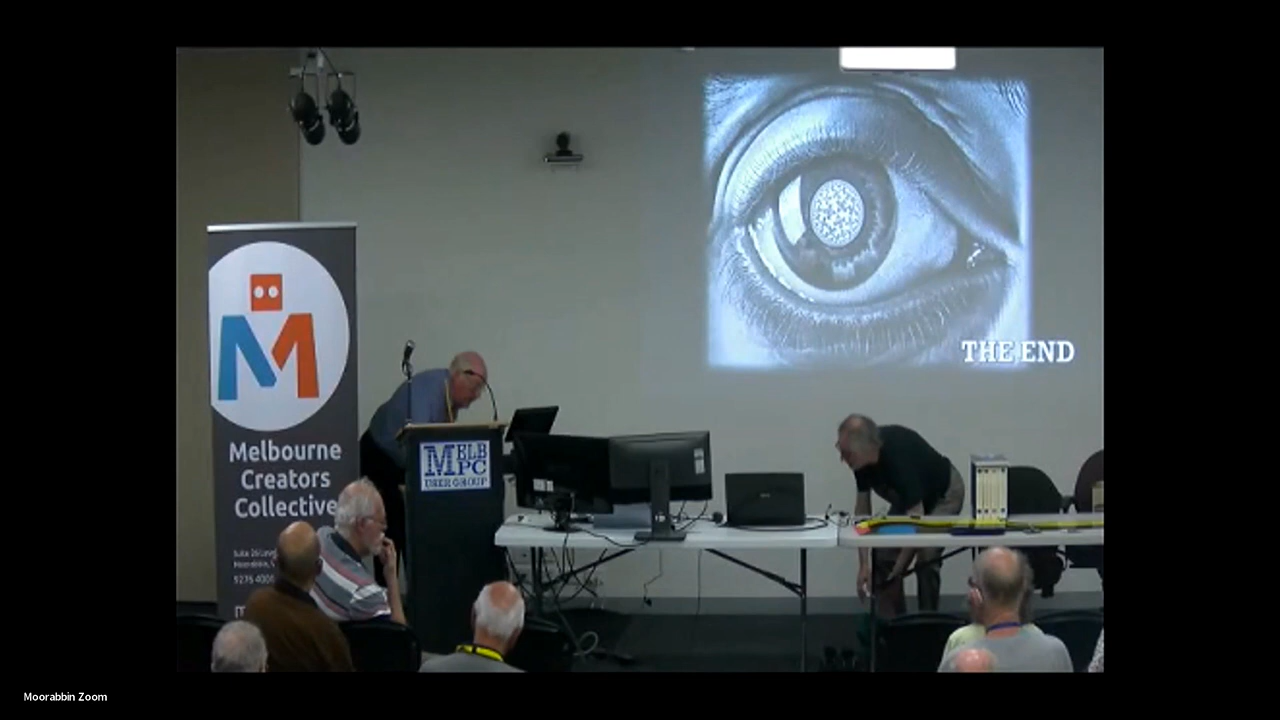 THE END
Melbourne
Creators
Collective
MELB
PC
USER GROUP
Moorabbin Zoom